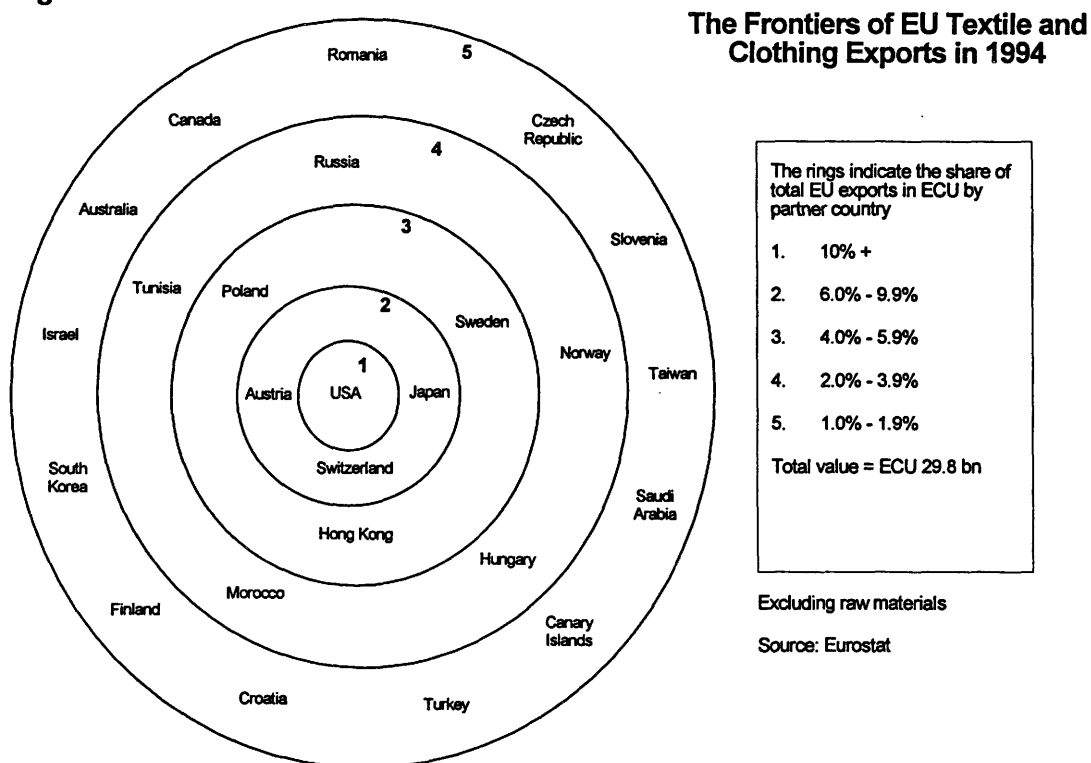 The Frontiers of EU Textile and
Clothing Exports in 1994
Romania
5
Canada
Czech
Republic
4
Russia
Australia
3
Slovenia
Tunisia
Poland
2
Sweden
Israel
1
Norway
Taiwan
Austria
USA
Japan
Switzerland
South
Korea
Saudi
Arabia
Hong Kong
Hungary
Morocco
Finland
Canary
Islands
Croatia
Turkey
The rings indicate the share of
total EU exports in ECU by
partner country
1. 10% +
2. 6.0% - 9.9%
3. 4.0% - 5.9%
4. 2.0% - 3.9%
5. 1.0% - 1.9%
Total value = ECU 29.8 bn
Excluding raw materials
Source: Eurostat